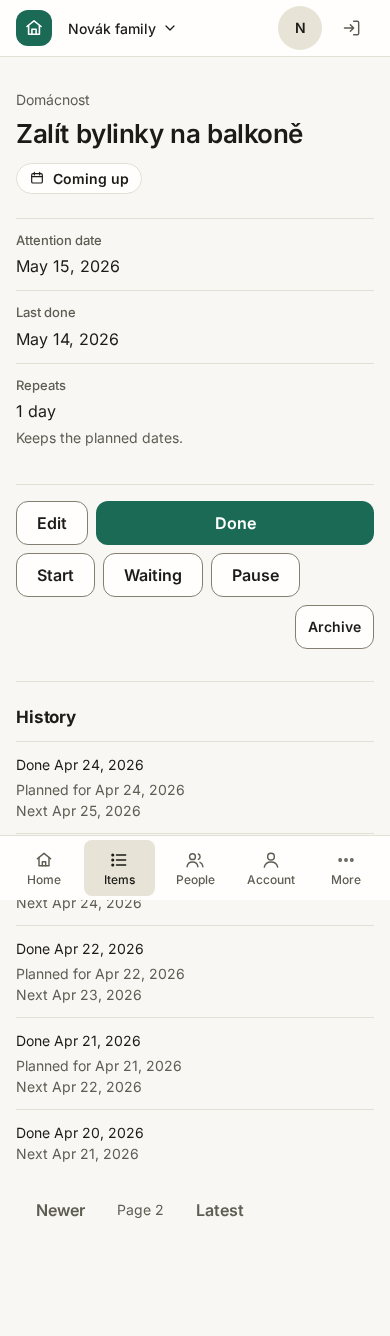 Novák family
N
Domácnost
Zalít bylinky na balkoně
Coming up
Attention date
May 15, 2026
Last done
May 14, 2026
Repeats
1 day
Keeps the planned dates.
Edit
Done
Start
Waiting
Pause
Archive
History
Done Apr 24, 2026
Planned for Apr 24, 2026
Next Apr 25, 2026
Home
Items
People
Account
More
Next Apr 24, 2026
Done Apr 22, 2026
Planned for Apr 22, 2026
Next Apr 23, 2026
Done Apr 21, 2026
Planned for Apr 21, 2026
Next Apr 22, 2026
Done Apr 20, 2026
Next Apr 21, 2026
Newer
Page 2
Latest